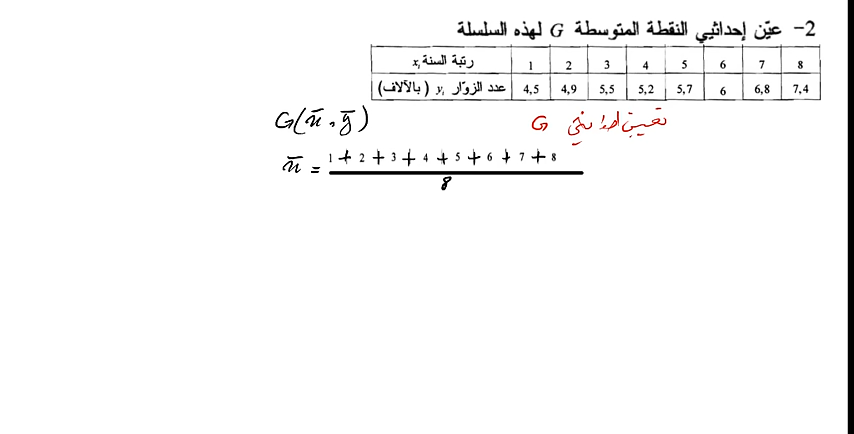 2- عيّن إحداثيي النقطة المتوسطة G لهذه السلسلة
رتبة السنة xᵢ 1 2 3 4 5 6 7 8
عدد الزوّار yᵢ (بالآلاف) 4,5 4,9 5,5 5,2 5,7 6 6,8 7,4
تعيين احداثيي G
G(x̄, ȳ)
x̄ = 1 + 2 + 3 + 4 + 5 + 6 + 7 + 8
8